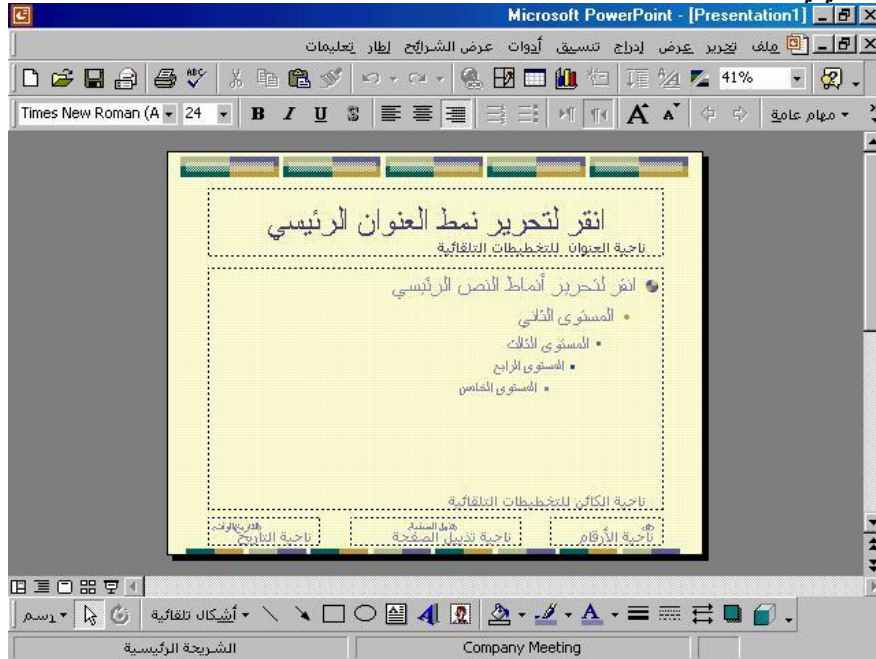 Microsoft PowerPoint - [Presentation1]
ملف تحرير عرض إدراج تنسيق أدوات عرض الشرائح إطار تعليمات
ABC
41%
Times New Roman (A
24
B I U S
A A
مهام عامة
انقر لتحرير نمط العنوان الرئيسي
ناحية العنوان للتخطيطات التلقائية
انقر لتحرير أنماط النص الرئيسي
المستوى الثاني
المستوى الثالث
المستوى الرابع
المستوى الخامس
ناحية الكائن للتخطيطات التلقائية
ناحية التاريخ
ناحية تذييل الصفحة
ناحية الأرقام
رسم
أشكال تلقائية
الشريحة الرئيسية
Company Meeting